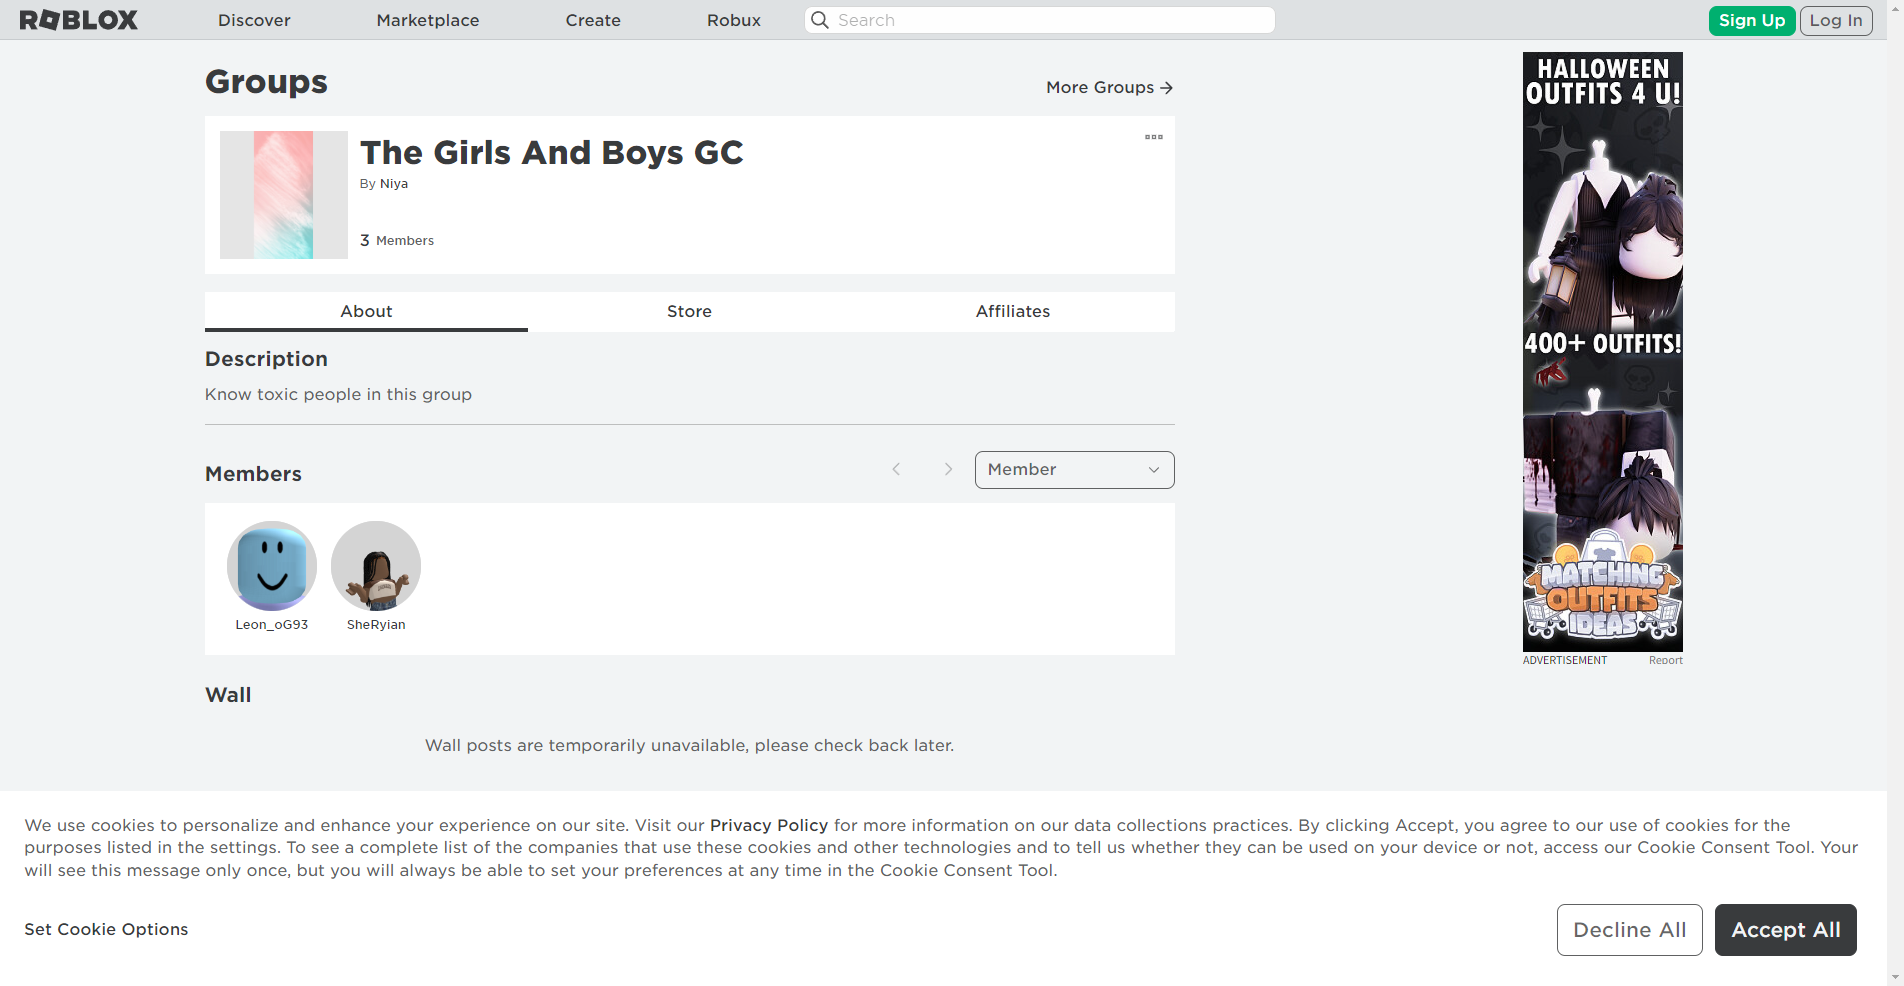 ROBLOX
Discover
Marketplace
Create
Robux
Search
Sign Up
Log In
Groups
More Groups
The Girls And Boys GC
By Niya
3 Members
About
Store
Affiliates
Description
Know toxic people in this group
Members
Member
Leon_oG93
SheRyian
Wall
Wall posts are temporarily unavailable, please check back later.
HALLOWEEN
OUTFITS 4 U!
400+ OUTFITS!
MATCHING
OUTFITS
IDEAS
ADVERTISEMENT
Report
We use cookies to personalize and enhance your experience on our site. Visit our Privacy Policy for more information on our data collections practices. By clicking Accept, you agree to our use of cookies for the
purposes listed in the settings. To see a complete list of the companies that use these cookies and other technologies and to tell us whether they can be used on your device or not, access our Cookie Consent Tool. Your
will see this message only once, but you will always be able to set your preferences at any time in the Cookie Consent Tool.
Set Cookie Options
Decline All
Accept All